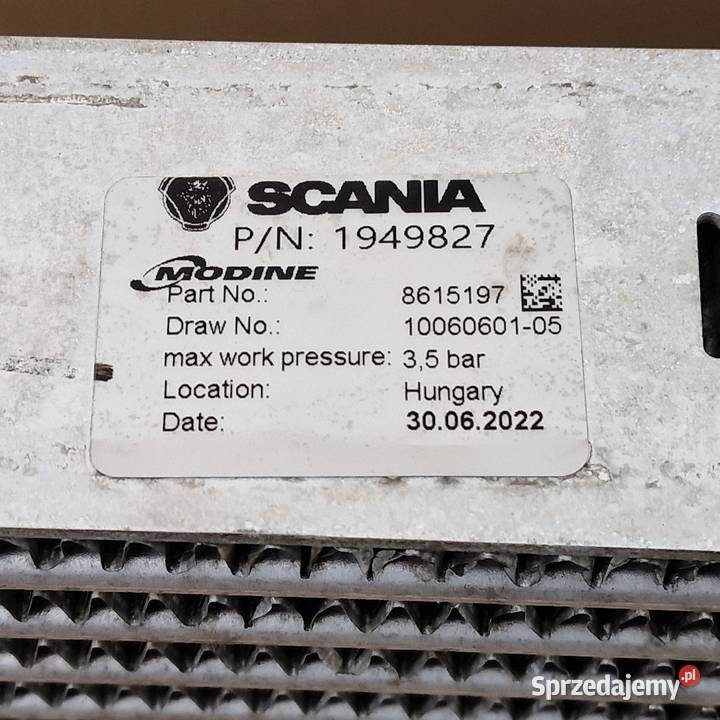 SCANIA
P/N: 1949827
MODINE
Part No.: 8615197
Draw No.: 10060601-05
max work pressure: 3,5 bar
Location: Hungary
Date: 30.06.2022
Sprzedajemy.pl